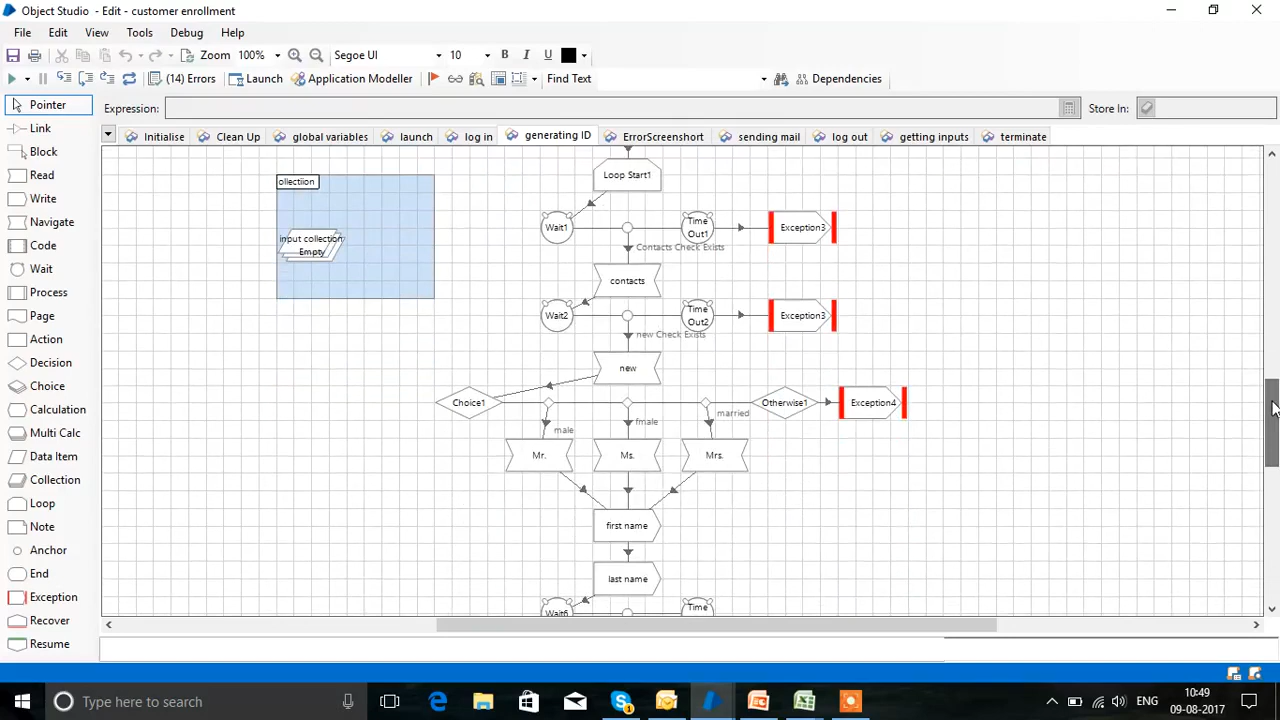 Object Studio - Edit - customer enrollment
File Edit View Tools Debug Help
Zoom 100% Segoe UI 10 B I U
(14) Errors Launch Application Modeller Find Text Dependencies
Pointer Expression: Store In:
Link Initialise Clean Up global variables launch log in generating ID ErrorScreenshort sending mail log out getting inputs terminate
Block
Read
Write
Navigate
Code
Wait
Process
Page
Action
Decision
Choice
Calculation
Multi Calc
Data Item
Collection
Loop
Note
Anchor
End
Exception
Recover
Resume
ollectiion
input collection
Empty
Loop Start1
Wait1 Time Out1 Exception3
Contacts Check Exists
contacts
Wait2 Time Out2 Exception3
new Check Exists
new
Choice1 Otherwise1 Exception4
male fmale married
Mr. Ms. Mrs.
first name
last name
Wait6 Time
Type here to search
ENG
10:49
09-08-2017